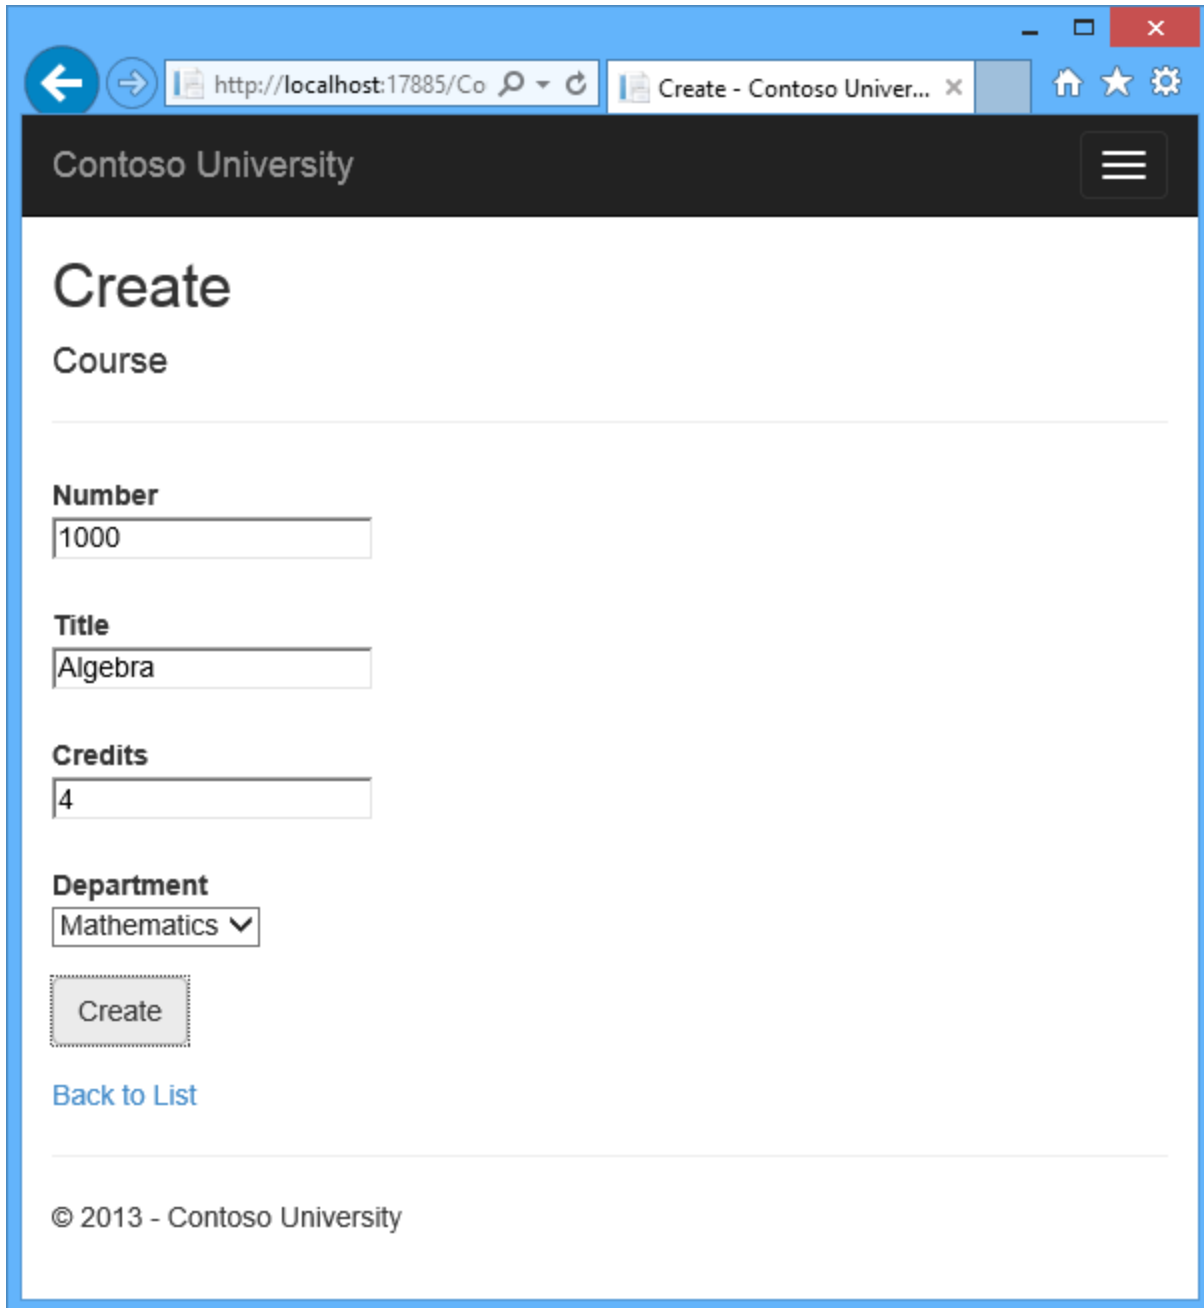 http://localhost:17885/Co
Create - Contoso Univer...
Contoso University
Create
Course
Number
1000
Title
Algebra
Credits
4
Department
Mathematics
Create
Back to List
© 2013 - Contoso University